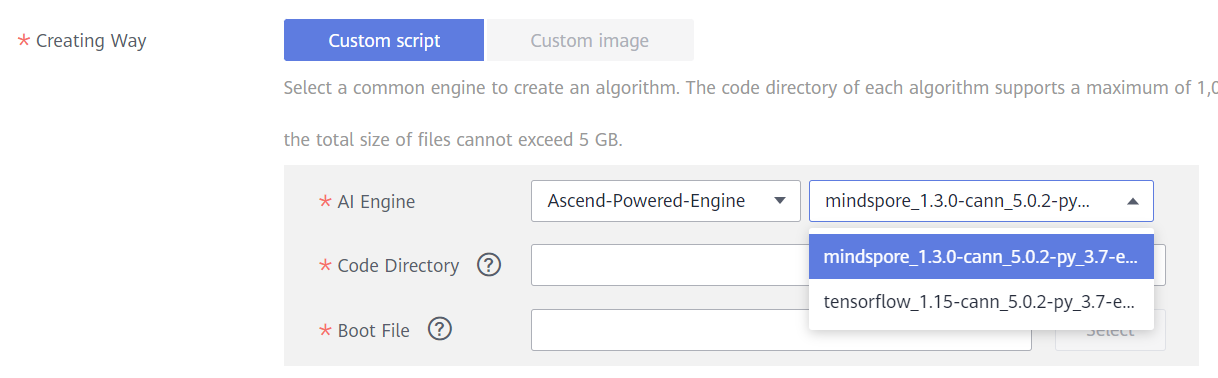 * Creating Way
Custom script
Custom image
Select a common engine to create an algorithm. The code directory of each algorithm supports a maximum of 1,0
the total size of files cannot exceed 5 GB.
* AI Engine
Ascend-Powered-Engine
mindspore_1.3.0-cann_5.0.2-py...
mindspore_1.3.0-cann_5.0.2-py_3.7-e...
* Code Directory ?
tensorflow_1.15-cann_5.0.2-py_3.7-e...
* Boot File ?
Select